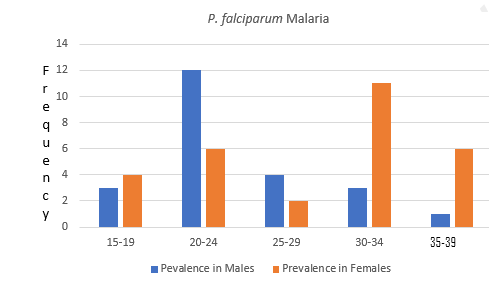 P. falciparum Malaria
Frequency
14
12
10
8
6
4
2
0
15-19 20-24 25-29 30-34 35-39
Pevalence in Males Prevalence in Females